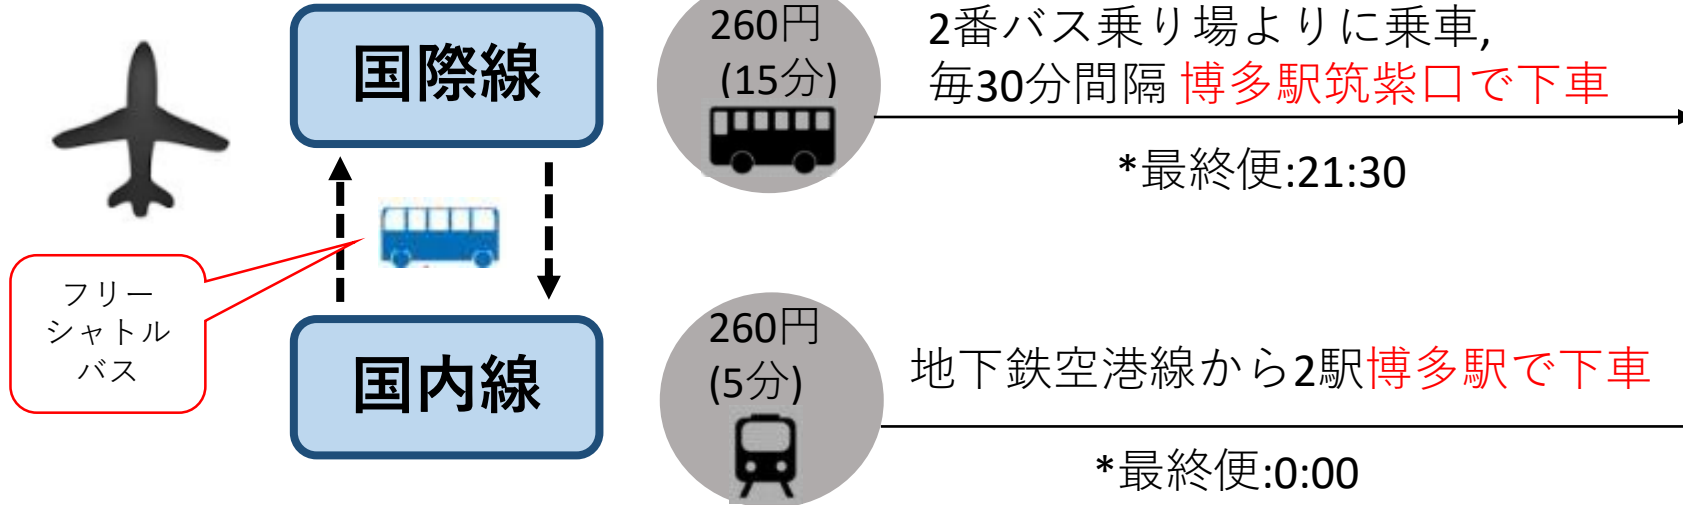 国際線
260円
(15分)
2番バス乗り場よりに乗車,
毎30分間隔 博多駅筑紫口で下車
*最終便:21:30
フリー
シャトル
バス
国内線
260円
(5分)
地下鉄空港線から2駅博多駅で下車
*最終便:0:00